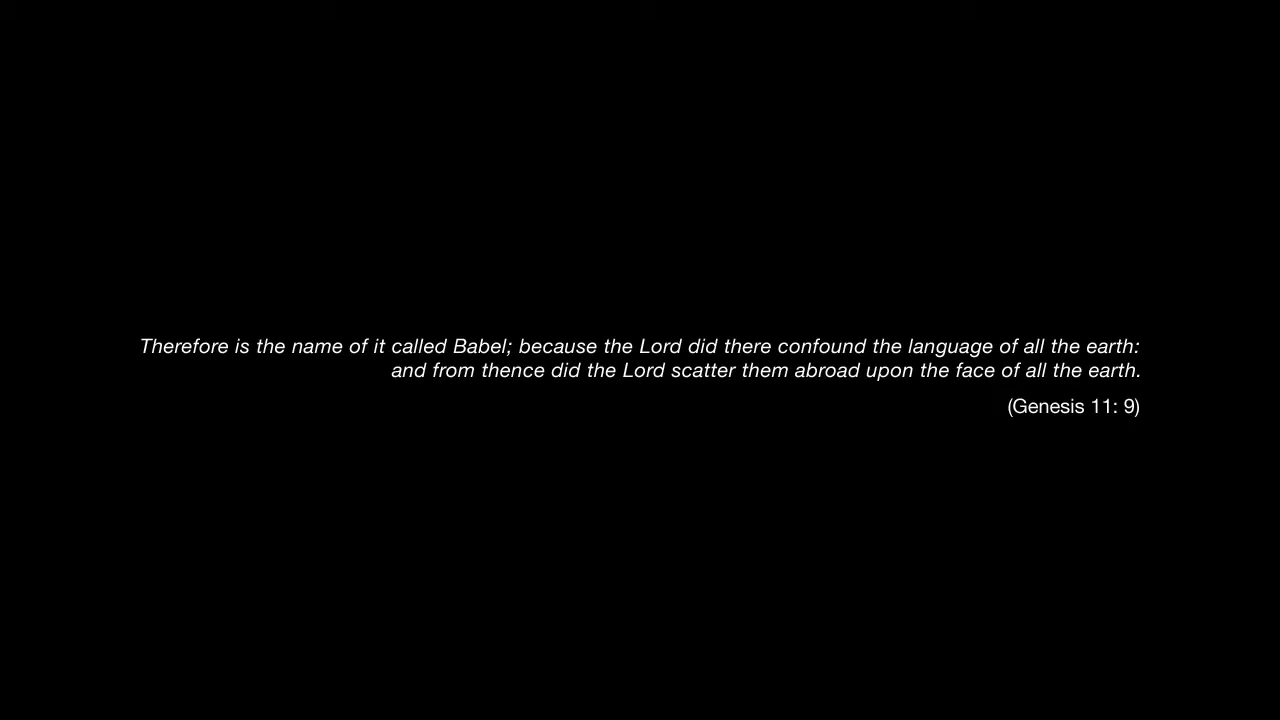 Therefore is the name of it called Babel; because the Lord did there confound the language of all the earth:
and from thence did the Lord scatter them abroad upon the face of all the earth.
(Genesis 11: 9)